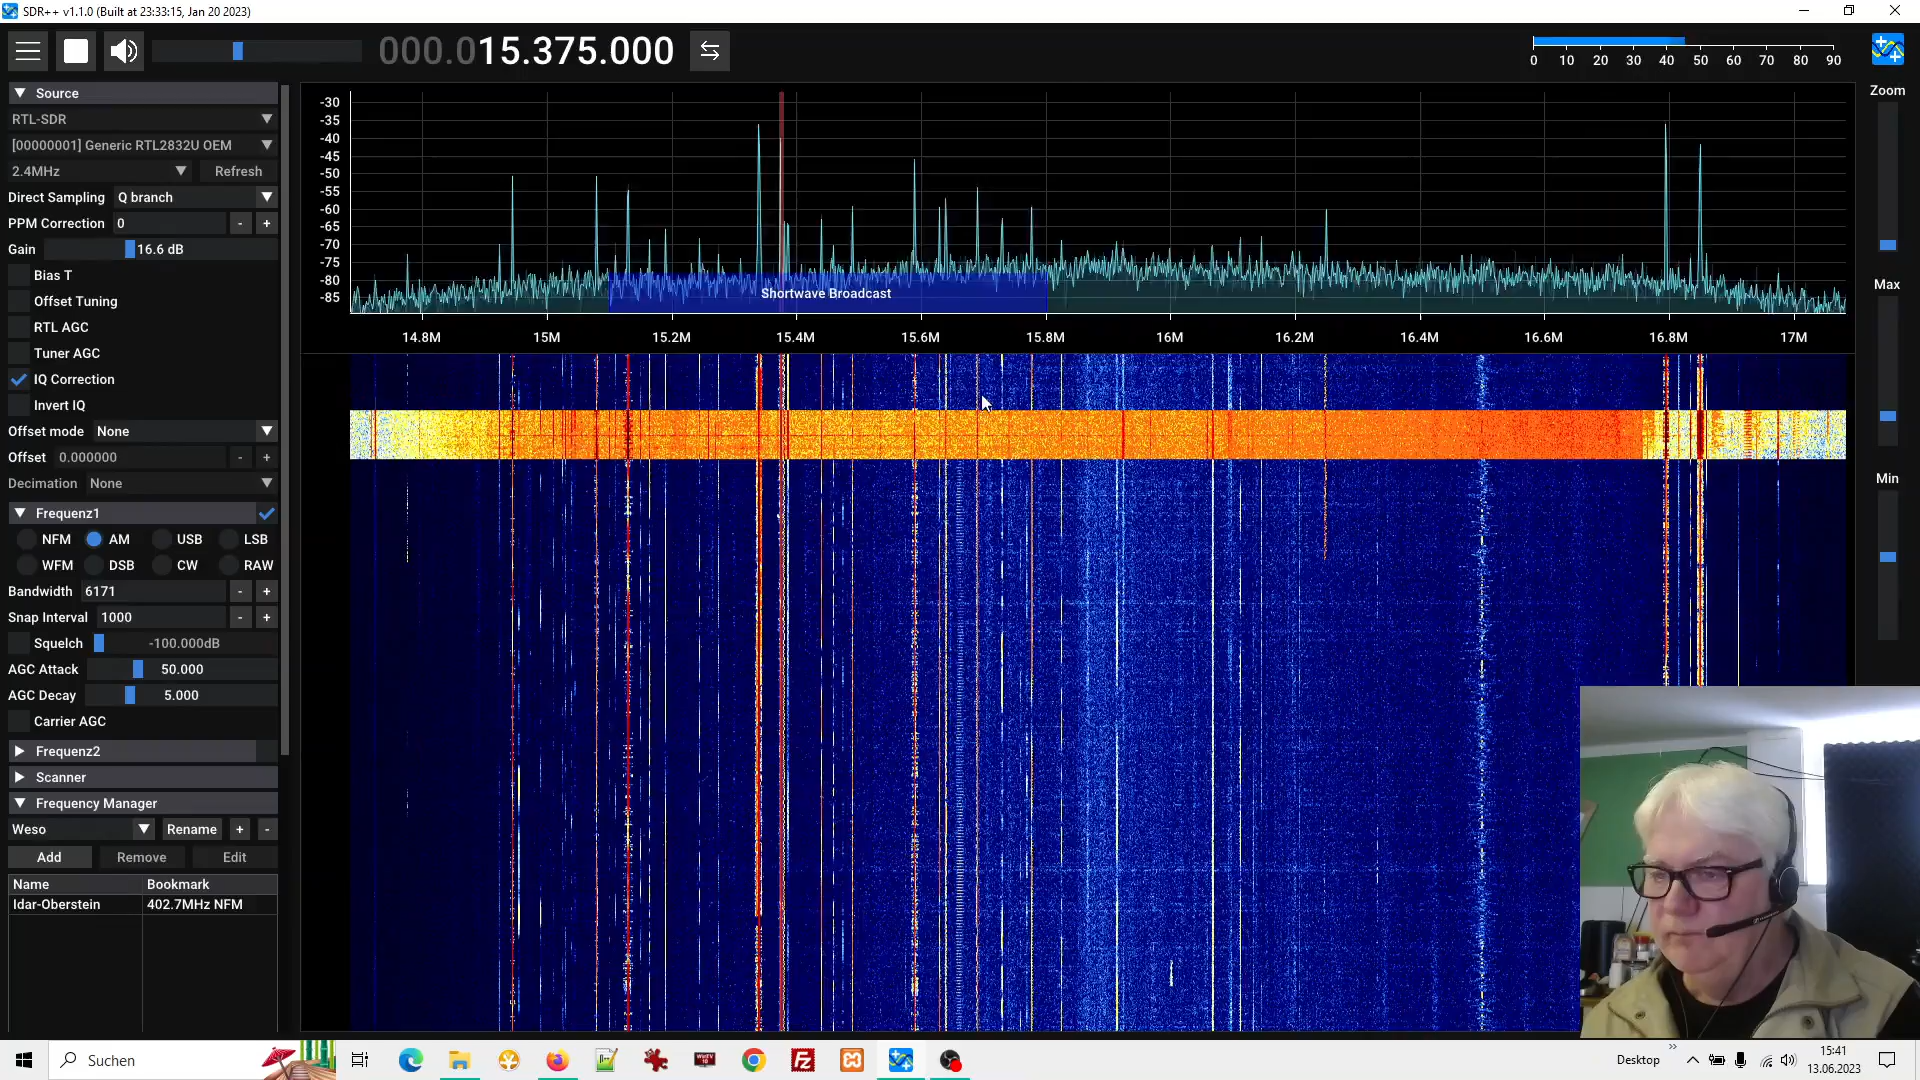 SDR++ v1.1.0 (Built at 23:33:15, Jan 20 2023)
000.015.375.000
0 10 20 30 40 50 60 70 80 90
Source
RTL-SDR
[00000001] Generic RTL2832U OEM
2.4MHz Refresh
Direct Sampling Q branch
PPM Correction 0 - +
Gain 16.6 dB
Bias T
Offset Tuning
RTL AGC
Tuner AGC
IQ Correction
Invert IQ
Offset mode None
Offset 0.000000 - +
Decimation None
Frequenz1
NFM AM USB LSB
WFM DSB CW RAW
Bandwidth 6171 - +
Snap Interval 1000 - +
Squelch -100.000dB
AGC Attack 50.000
AGC Decay 5.000
Carrier AGC
Frequenz2
Scanner
Frequency Manager
Weso Rename + -
Add Remove Edit
Name Bookmark
Idar-Oberstein 402.7MHz NFM
-30
-35
-40
-45
-50
-55
-60
-65
-70
-75
-80
-85
Shortwave Broadcast
14.8M 15M 15.2M 15.4M 15.6M 15.8M 16M 16.2M 16.4M 16.6M 16.8M 17M
Zoom
Max
Min
Suchen
Desktop
15:41
13.06.2023